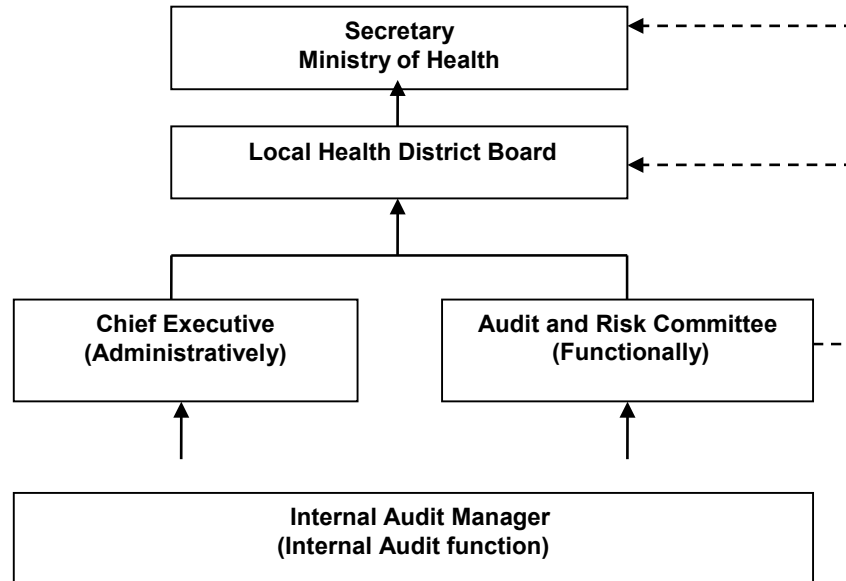 Secretary
Ministry of Health
Local Health District Board
Chief Executive
(Administratively)
Audit and Risk Committee
(Functionally)
Internal Audit Manager
(Internal Audit function)